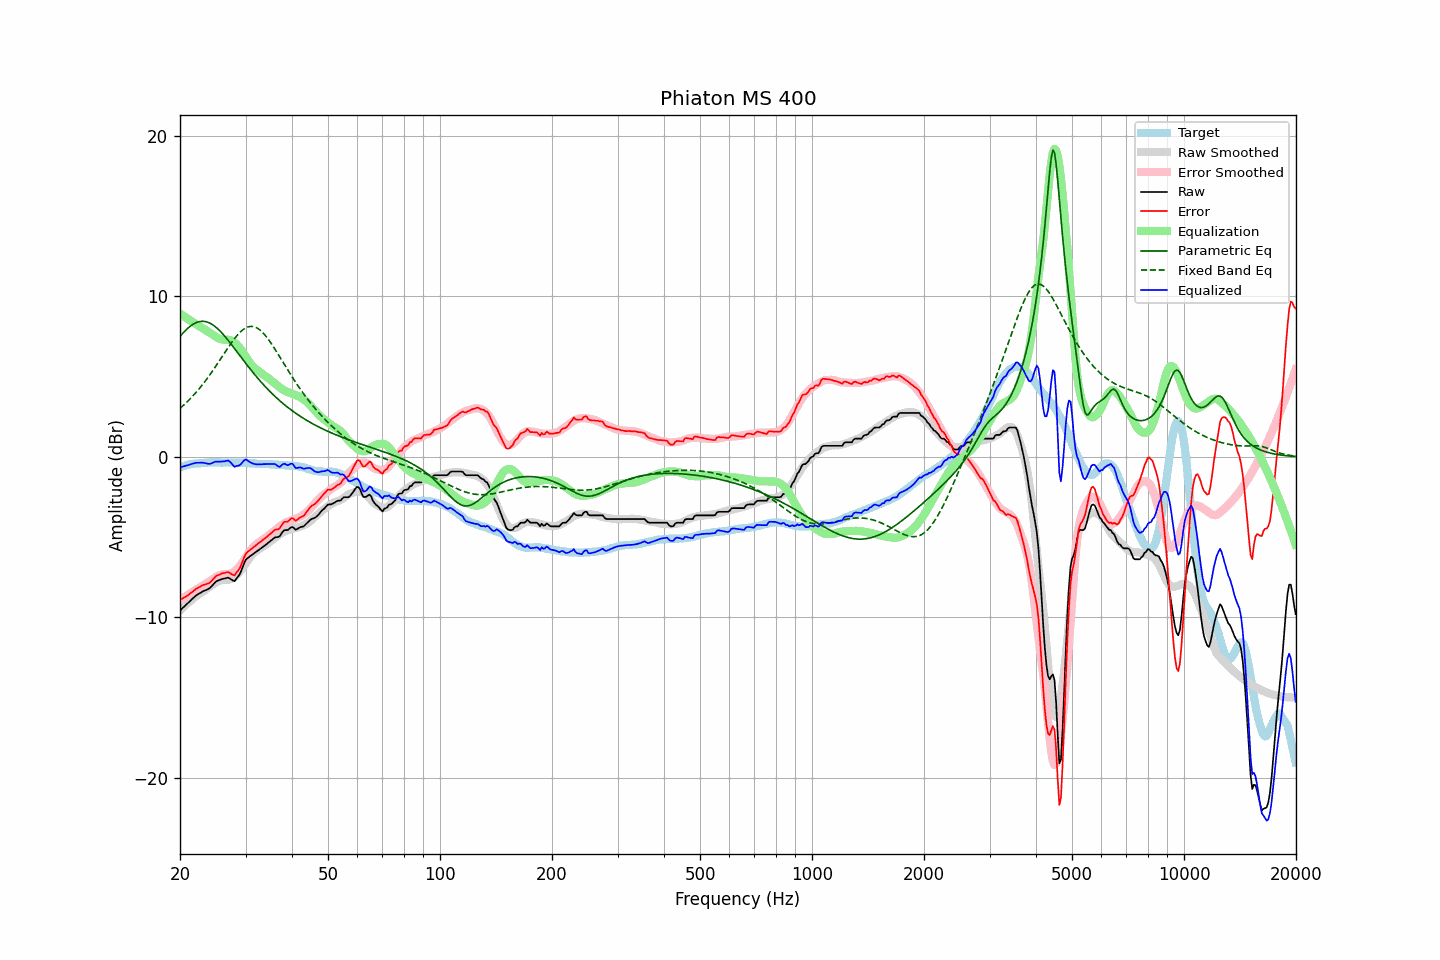 Phiaton MS 400
20
10
0
−10
−20
Amplitude (dBr)
Target
Raw Smoothed
Error Smoothed
Raw
Error
Equalization
Parametric Eq
Fixed Band Eq
Equalized
20 50 100 200 500 1000 2000 5000 10000 20000
Frequency (Hz)